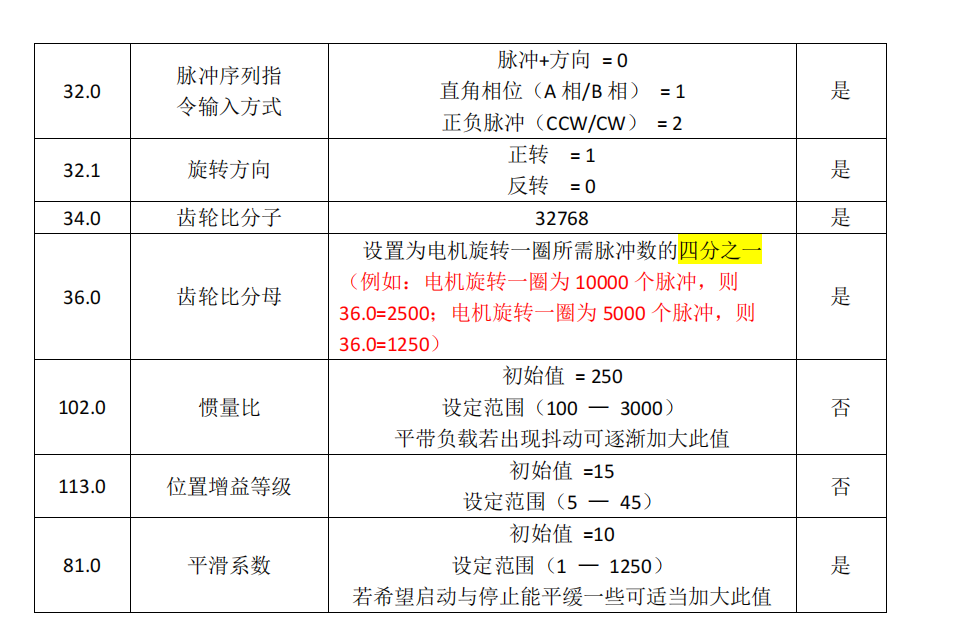 32.0
脉冲序列指
令输入方式
脉冲+方向 = 0
直角相位（A 相/B 相） = 1
正负脉冲（CCW/CW） = 2
是
32.1
旋转方向
正转 = 1
反转 = 0
是
34.0
齿轮比分子
32768
是
36.0
齿轮比分母
设置为电机旋转一圈所需脉冲数的四分之一
（例如：电机旋转一圈为 10000 个脉冲，则
36.0=2500；电机旋转一圈为 5000 个脉冲，则
36.0=1250）
是
102.0
惯量比
初始值 = 250
设定范围（100 — 3000）
平带负载若出现抖动可逐渐加大此值
否
113.0
位置增益等级
初始值 =15
设定范围（5 — 45）
否
81.0
平滑系数
初始值 =10
设定范围（1 — 1250）
若希望启动与停止能平缓一些可适当加大此值
是